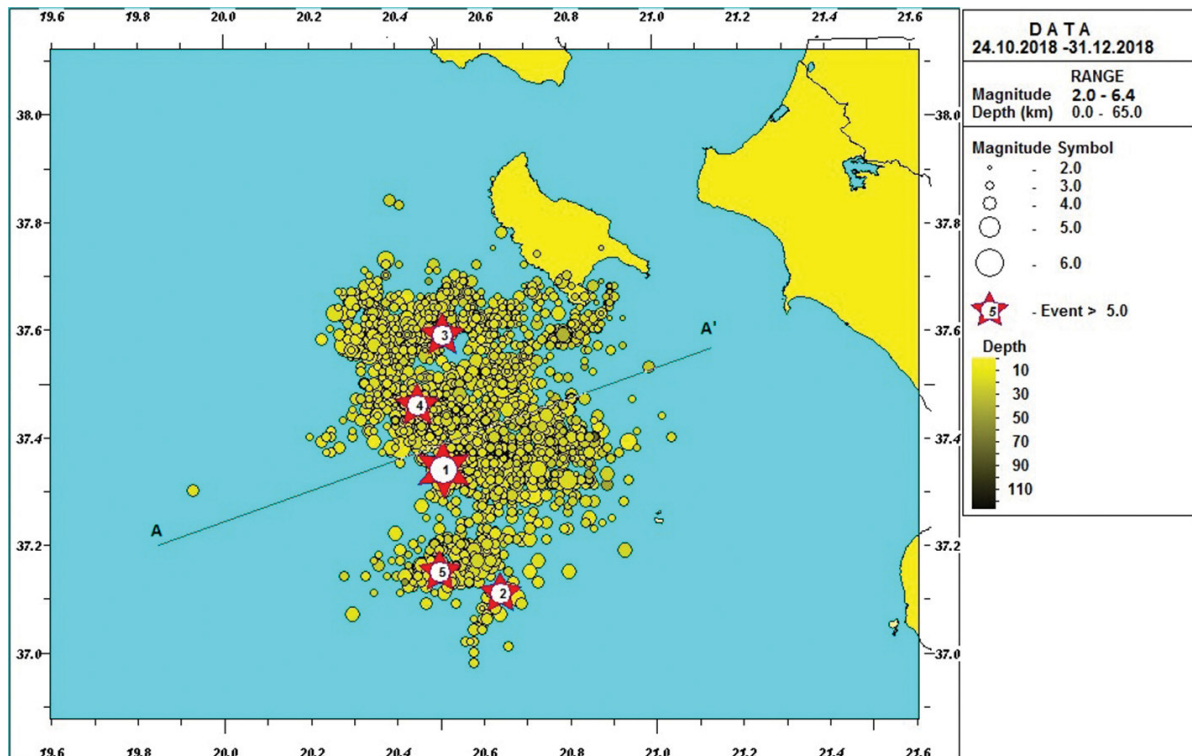 19.6 19.8 20.0 20.2 20.4 20.6 20.8 21.0 21.2 21.4 21.6
38.0 38.0
37.8 37.8
37.6 37.6
37.4 37.4
37.2 37.2
37.0 37.0
A'
A
3
4
1
5
2
19.6 19.8 20.0 20.2 20.4 20.6 20.8 21.0 21.2 21.4 21.6
D A T A
24.10.2018 -31.12.2018
RANGE
Magnitude 2.0 - 6.4
Depth (km) 0.0 - 65.0
Magnitude Symbol
- 2.0
- 3.0
- 4.0
- 5.0
- 6.0
5 - Event > 5.0
Depth
10
30
50
70
90
110